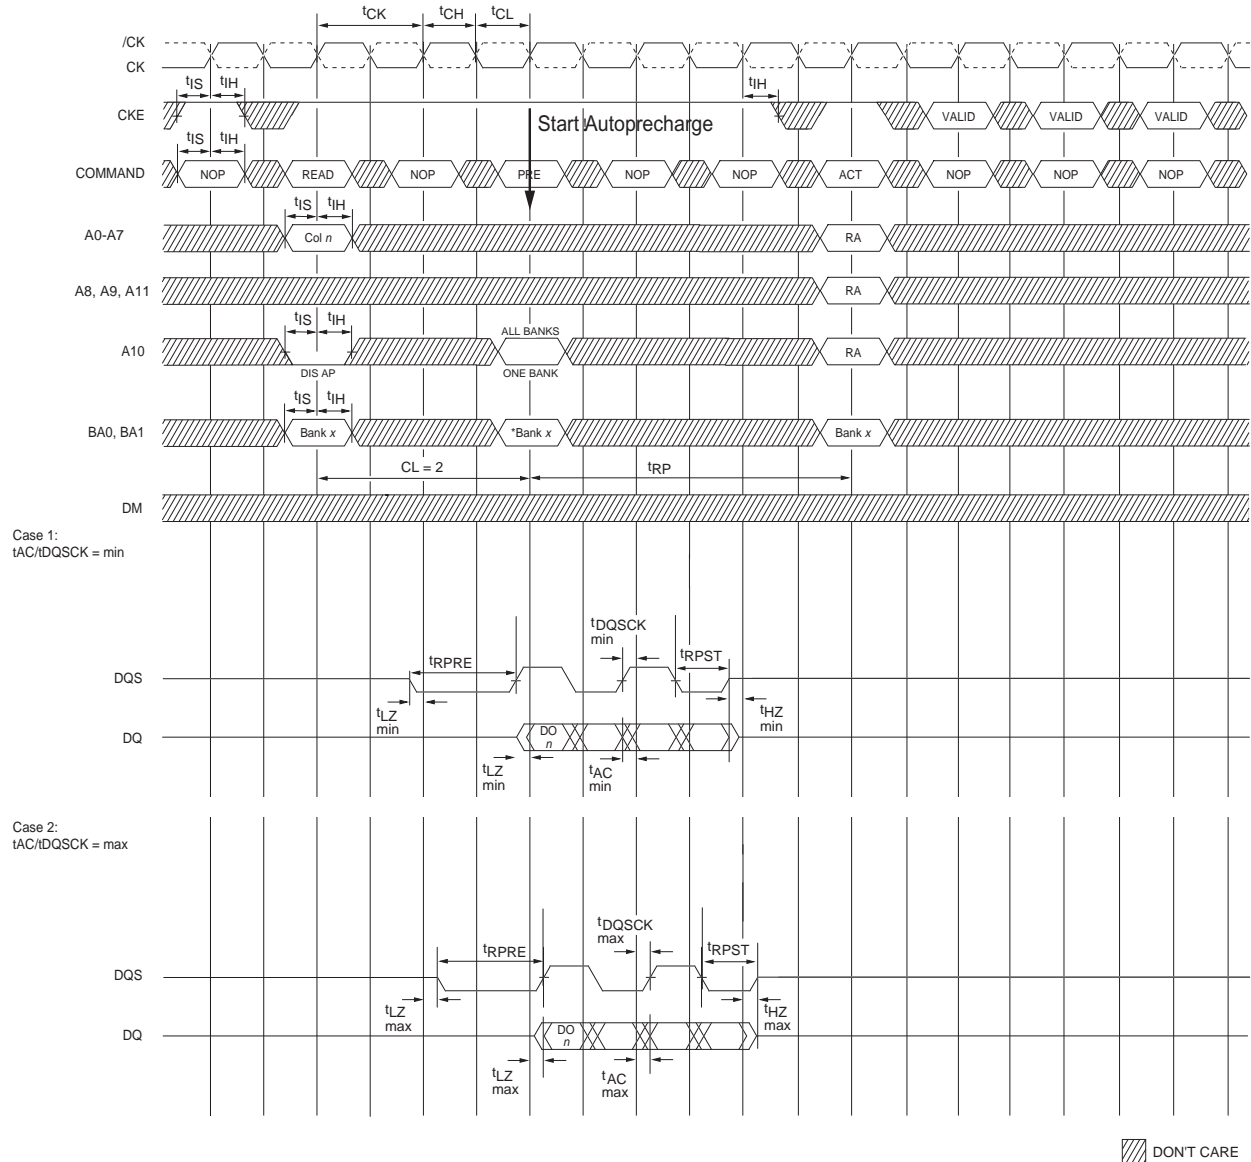 tCK tCH tCL
/CK
CK
tIS tIH tIH
CKE VALID VALID VALID
Start Autoprecharge
tIS tIH
COMMAND NOP READ NOP PRE NOP NOP ACT NOP NOP NOP
tIS tIH
A0-A7 Col n RA
A8, A9, A11 RA
tIS tIH ALL BANKS
A10 RA
DIS AP ONE BANK
tIS tIH
BA0, BA1 Bank x *Bank x Bank x
CL = 2 tRP
DM
Case 1:
tAC/tDQSCK = min
tDQSCK
min
tRPRE tRPST
DQS
tLZ
min
tHZ
min
DQ DO
n
tLZ
min
tAC
min
Case 2:
tAC/tDQSCK = max
tDQSCK
max
tRPRE tRPST
DQS
tLZ
max
tHZ
max
DQ DO
n
tLZ
max
tAC
max
DON'T CARE